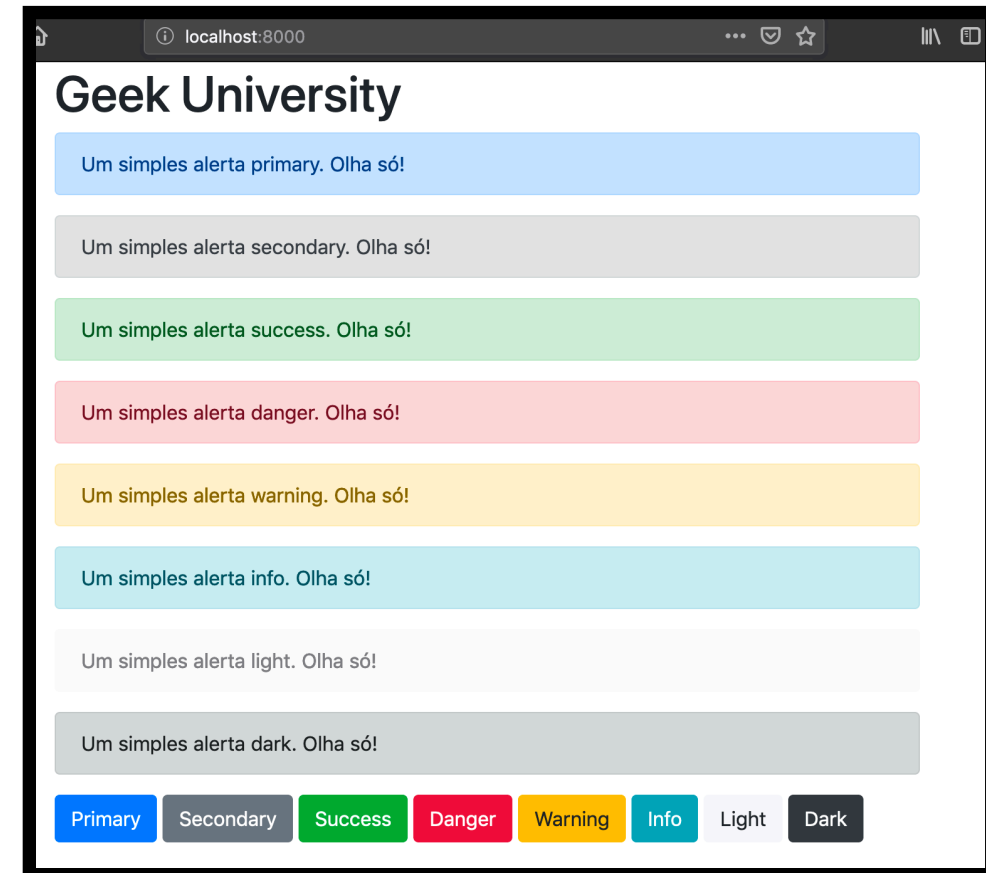 localhost:8000
Geek University
Um simples alerta primary. Olha só!
Um simples alerta secondary. Olha só!
Um simples alerta success. Olha só!
Um simples alerta danger. Olha só!
Um simples alerta warning. Olha só!
Um simples alerta info. Olha só!
Um simples alerta light. Olha só!
Um simples alerta dark. Olha só!
Primary Secondary Success Danger Warning Info Light Dark